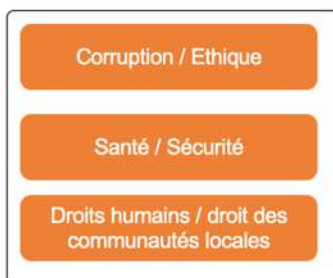 Corruption / Ethique
Santé / Sécurité
Droits humains / droit des
communautés locales